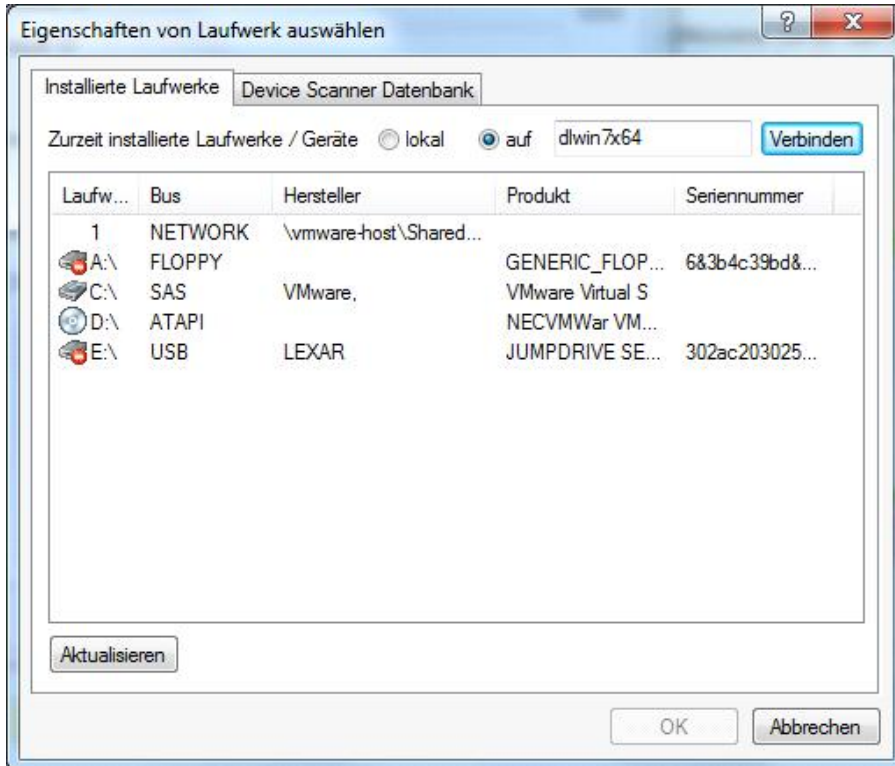 Eigenschaften von Laufwerk auswählen
Installierte Laufwerke Device Scanner Datenbank
Zurzeit installierte Laufwerke / Geräte lokal auf dlwin7x64 Verbinden
Laufw... Bus Hersteller Produkt Seriennummer
1 NETWORK \vmware-host\Shared...
A:\ FLOPPY GENERIC_FLOP... 6&3b4c39bd&...
C:\ SAS VMware, VMware Virtual S
D:\ ATAPI NECVMWar VM...
E:\ USB LEXAR JUMPDRIVE SE... 302ac203025...
Aktualisieren
OK Abbrechen